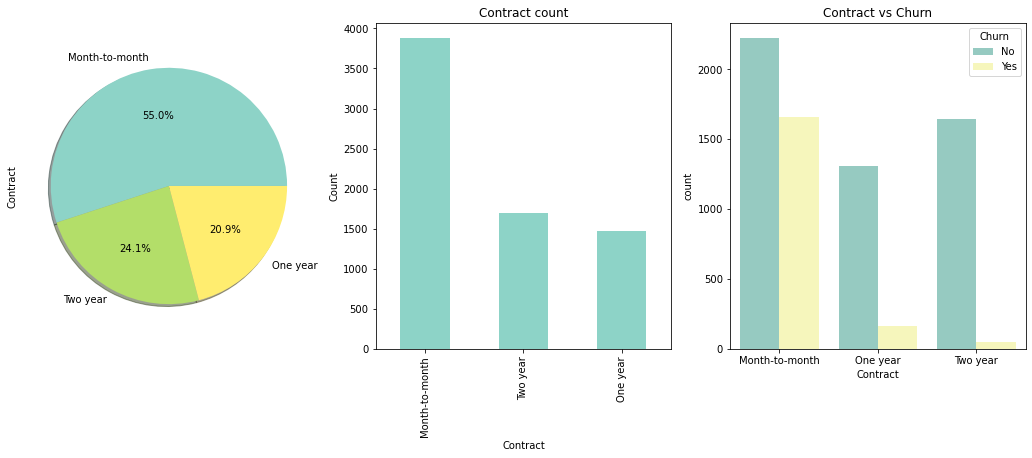 Contract
Month-to-month
55.0%
24.1%
20.9%
Two year
One year
Contract count
Count
4000
3500
3000
2500
2000
1500
1000
500
0
Month-to-month
Two year
One year
Contract
Contract vs Churn
Churn
No
Yes
count
2000
1500
1000
500
0
Month-to-month
One year
Two year
Contract